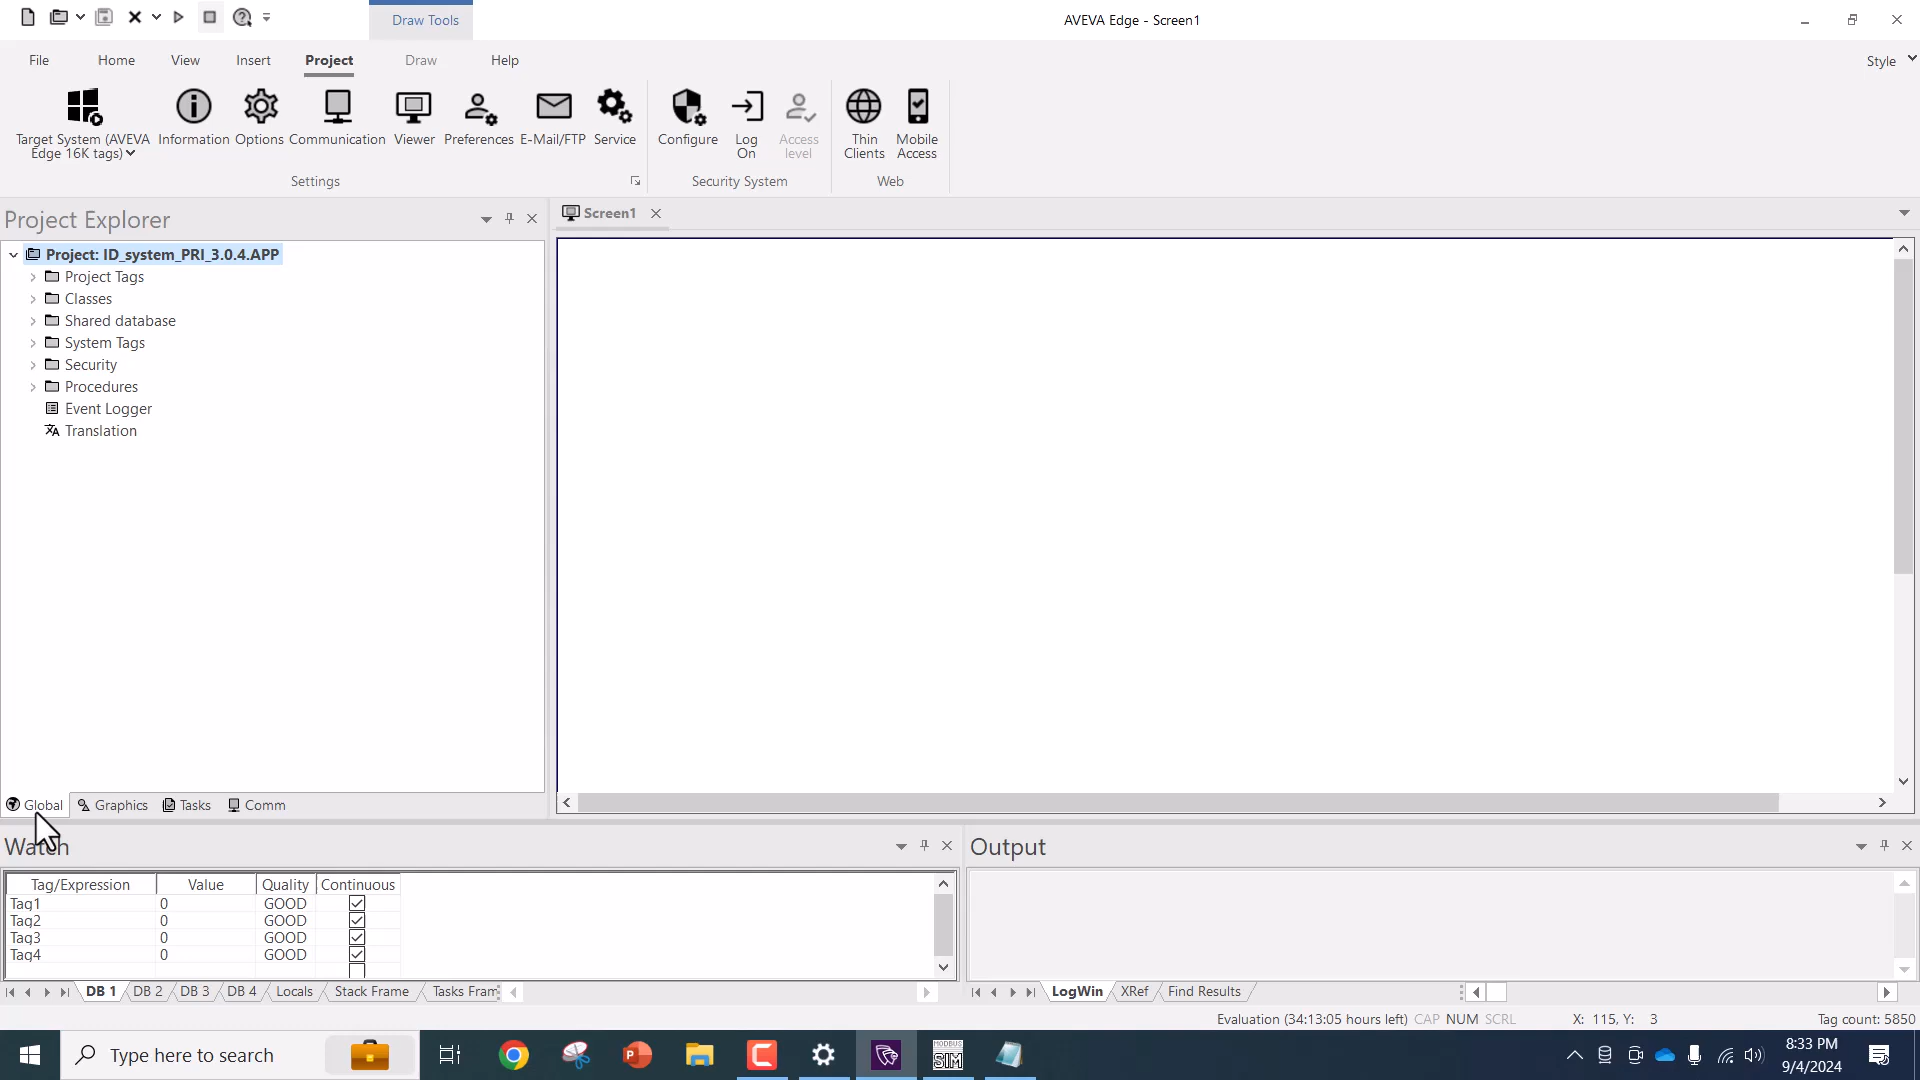 Draw Tools
AVEVA Edge - Screen1
File Home View Insert Project Draw Help Style
Target System (AVEVA Edge 16K tags)
Information
Options
Communication
Viewer
Preferences
E-Mail/FTP
Service
Configure
Log On
Access level
Thin Clients
Mobile Access
Settings
Security System
Web
Project Explorer
Screen1
Project: ID_system_PRI_3.0.4.APP
Project Tags
Classes
Shared database
System Tags
Security
Procedures
Event Logger
Translation
Global Graphics Tasks Comm
Watch
Output
Tag/Expression Value Quality Continuous
Tag1 0 GOOD
Tag2 0 GOOD
Tag3 0 GOOD
Tag4 0 GOOD
DB 1 DB 2 DB 3 DB 4 Locals Stack Frame Tasks Fram
LogWin XRef Find Results
Evaluation (34:13:05 hours left) CAP NUM SCRL X: 115, Y: 3 Tag count: 5850
Type here to search
MODBUS
SIM
8:33 PM
9/4/2024